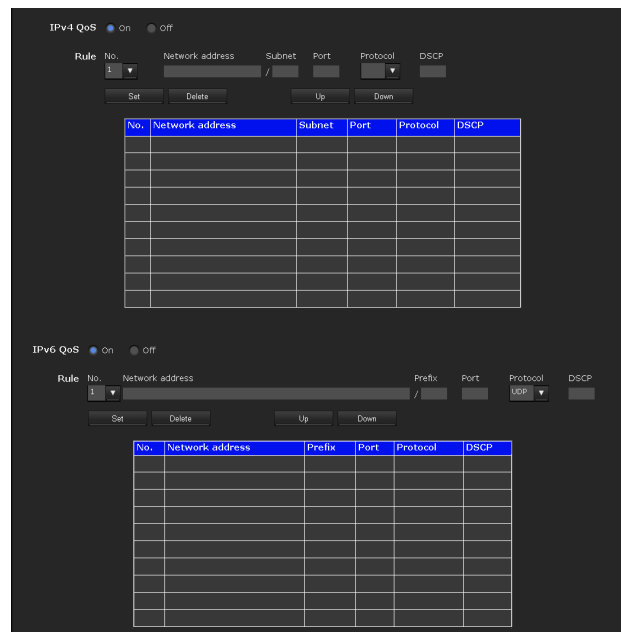 IPv4 QoS On Off
Rule No. Network address Subnet Port Protocol DSCP
1 /
Set Delete Up Down
No. Network address Subnet Port Protocol DSCP
IPv6 QoS On Off
Rule No. Network address Prefix Port Protocol DSCP
1 / UDP
Set Delete Up Down
No. Network address Prefix Port Protocol DSCP